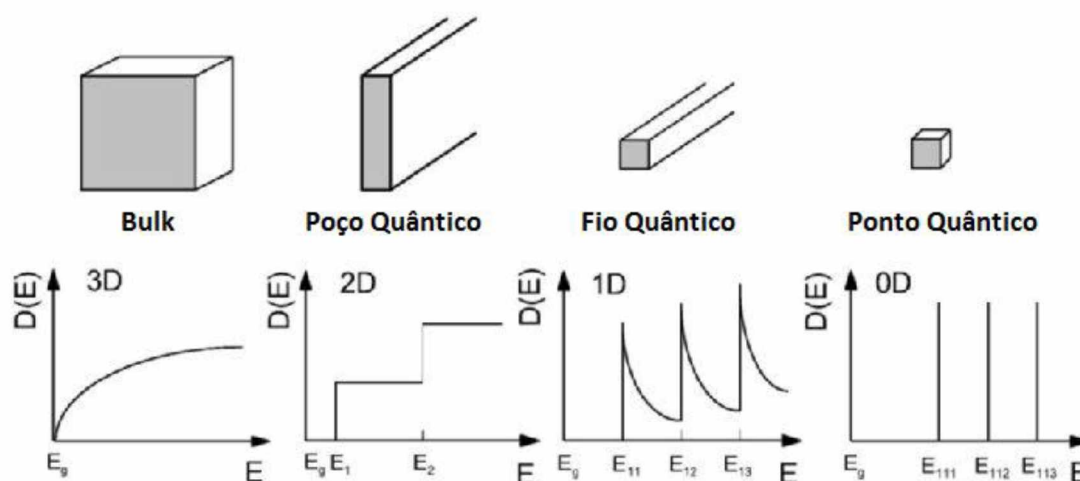 Bulk
Poço Quântico
Fio Quântico
Ponto Quântico
D(E)
3D
E_g
E
D(E)
2D
E_g E_1
E_2
E
D(E)
1D
E_g
E_11
E_12
E_13
E
D(E)
0D
E_g
E_111
E_112
E_113
E